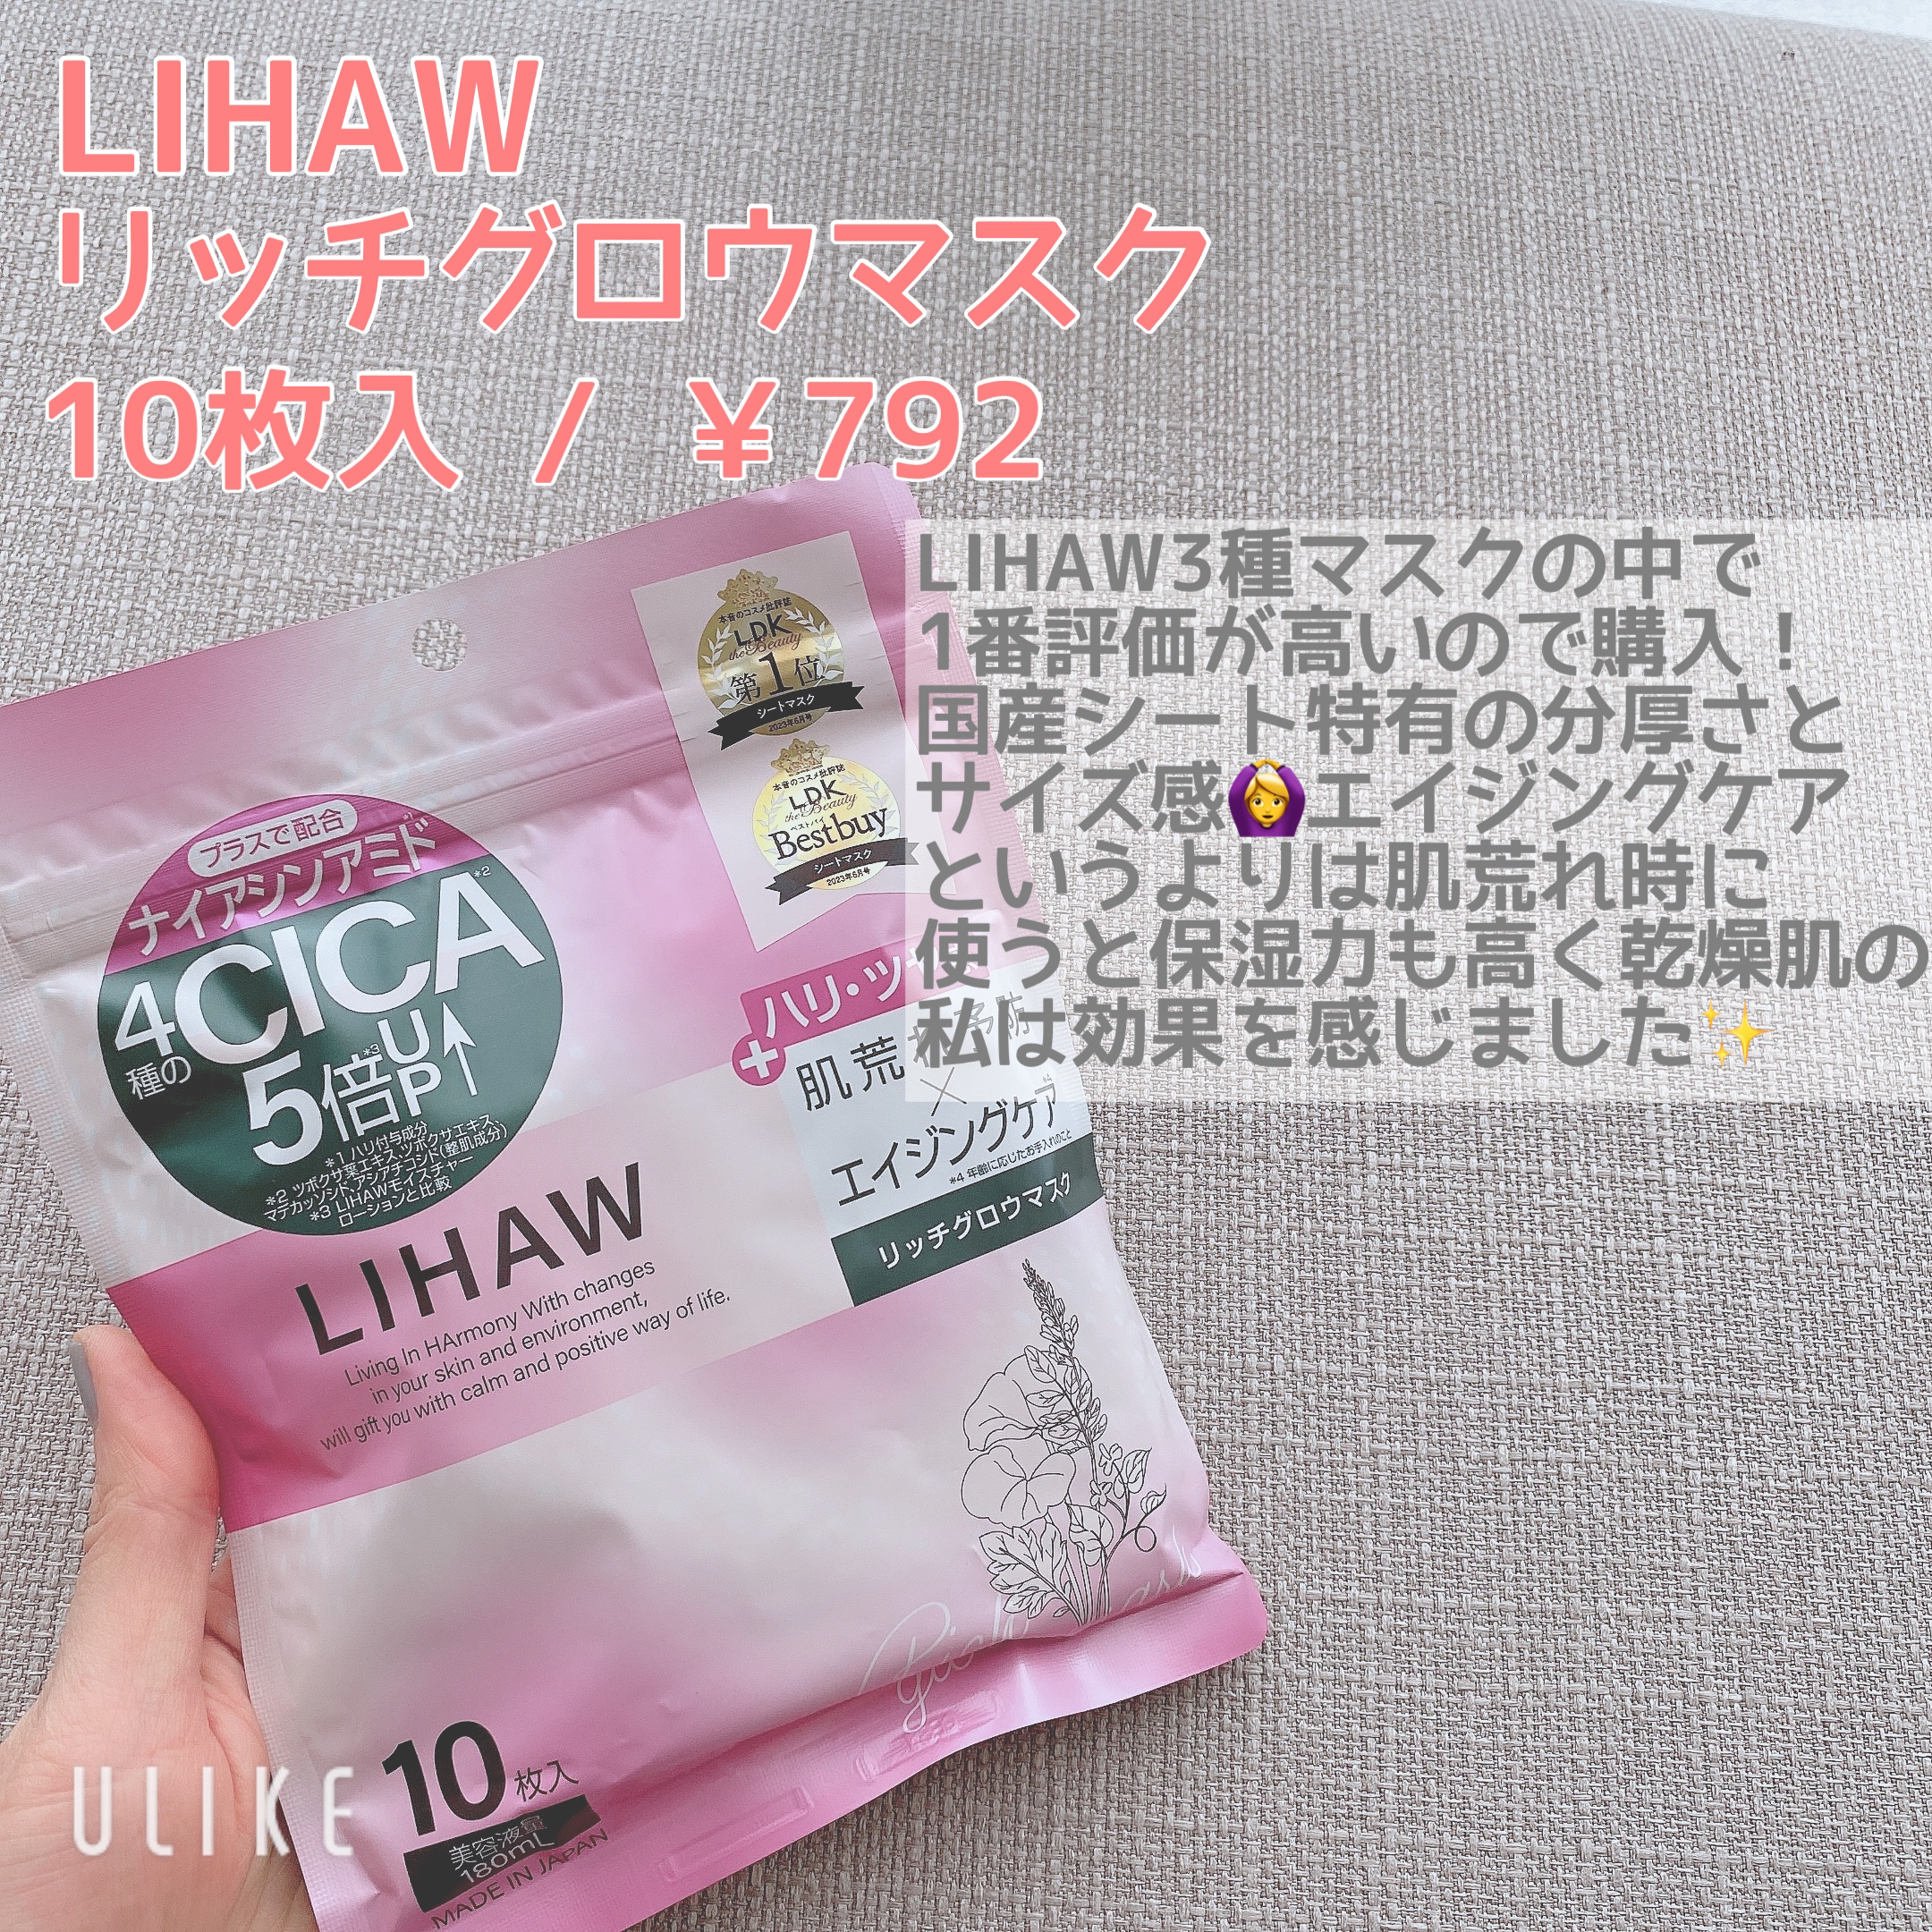 LIHAW
リッチグロウマスク
10枚入 / ￥792
LIHAW3種マスクの中で
1番評価が高いので購入！
国産シート特有の分厚さと
サイズ感🙆‍♀️エイジングケア
というよりは肌荒れ時に
使うと保湿力も高く乾燥肌の
私は効果を感じました✨
本音のコスメ批評誌
LDK
the Beauty
第1位
シートマスク
2023年6月号
本音のコスメ批評誌
LDK
the Beauty
ベストバイ
Best buy
シートマスク
2023年6月号
プラスで配合
ナイアシンアミド
4種のCICA*2
5倍*3UP↑
*1 ハリ付与成分
*2 ツボクサ葉エキス、ツボクサエキス、
マデカッソシド、アシアチコシド(整肌成分)
*3 LIHAWモイスチャー
ローションと比較
+ハリ・ツ
肌荒 予防
×
エイジングケア*4
*4 年齢に応じたお手入れのこと
リッチグロウマスク
LIHAW
Living In HArmony With changes
in your skin and environment,
will gift you with calm and positive way of life.
Rich
10枚入
美容液量
180mL
MADE IN JAPAN
ULIKE